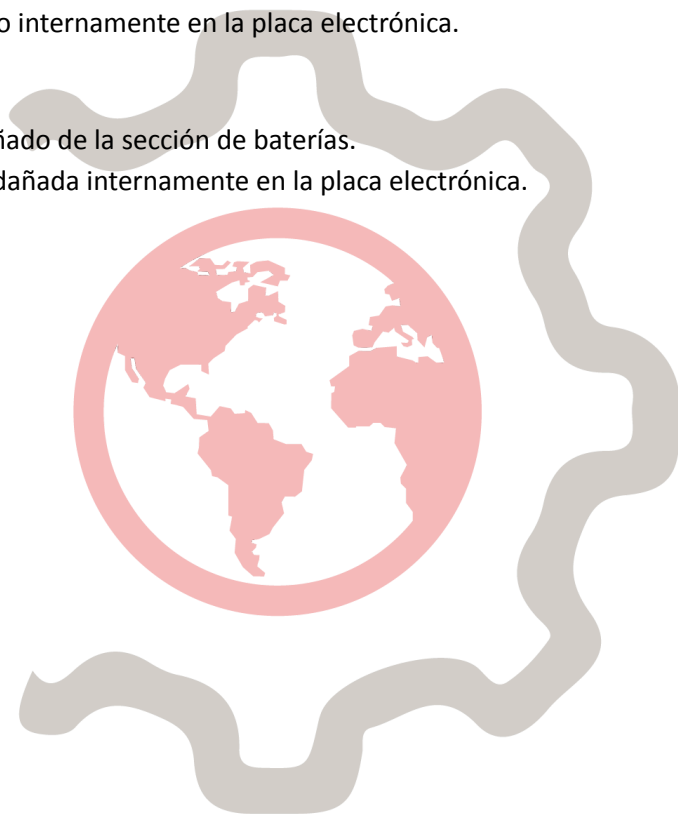 o internamente en la placa electrónica.
ñado de la sección de baterías.
dañada internamente en la placa electrónica.